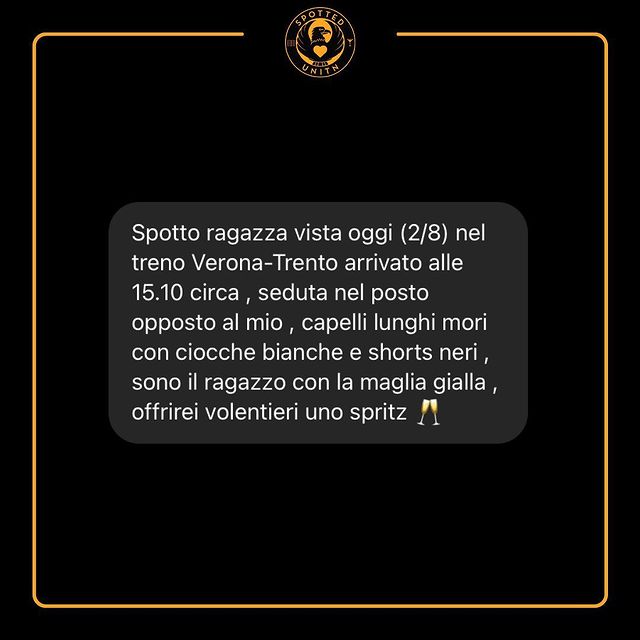 SPOTTED
UNITN
Spotto ragazza vista oggi (2/8) nel
treno Verona-Trento arrivato alle
15.10 circa , seduta nel posto
opposto al mio , capelli lunghi mori
con ciocche bianche e shorts neri ,
sono il ragazzo con la maglia gialla ,
offrirei volentieri uno spritz 🥂